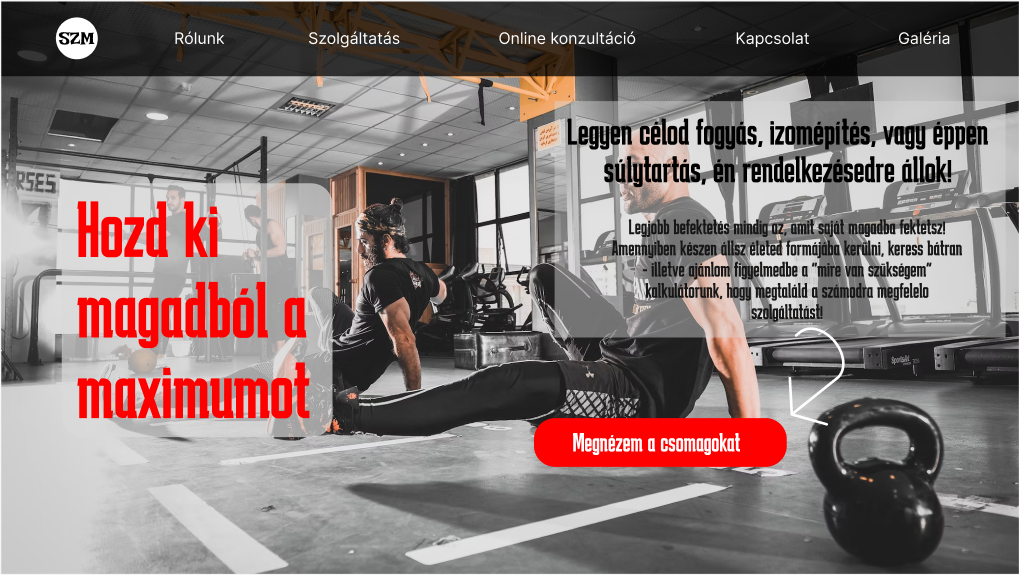 SZM
Rólunk
Szolgáltatás
Online konzultáció
Kapcsolat
Galéria
Legyen célod fogyás, izomépítés, vagy éppen
súlytartás, én rendelkezésedre állok!
RSES
Hozd ki
magadból a
maximumot
Legjobb befektetés mindig az, amit saját magadba fektetsz!
Amennyiben készen állsz életed formájába kerülni, keress bátran
- illetve ajánlom figyelmedbe a "mire van szükségem"
kalkulátorunk, hogy megtaláld a számodra megfelelo
szolgáltatást!
Megnézem a csomagokat